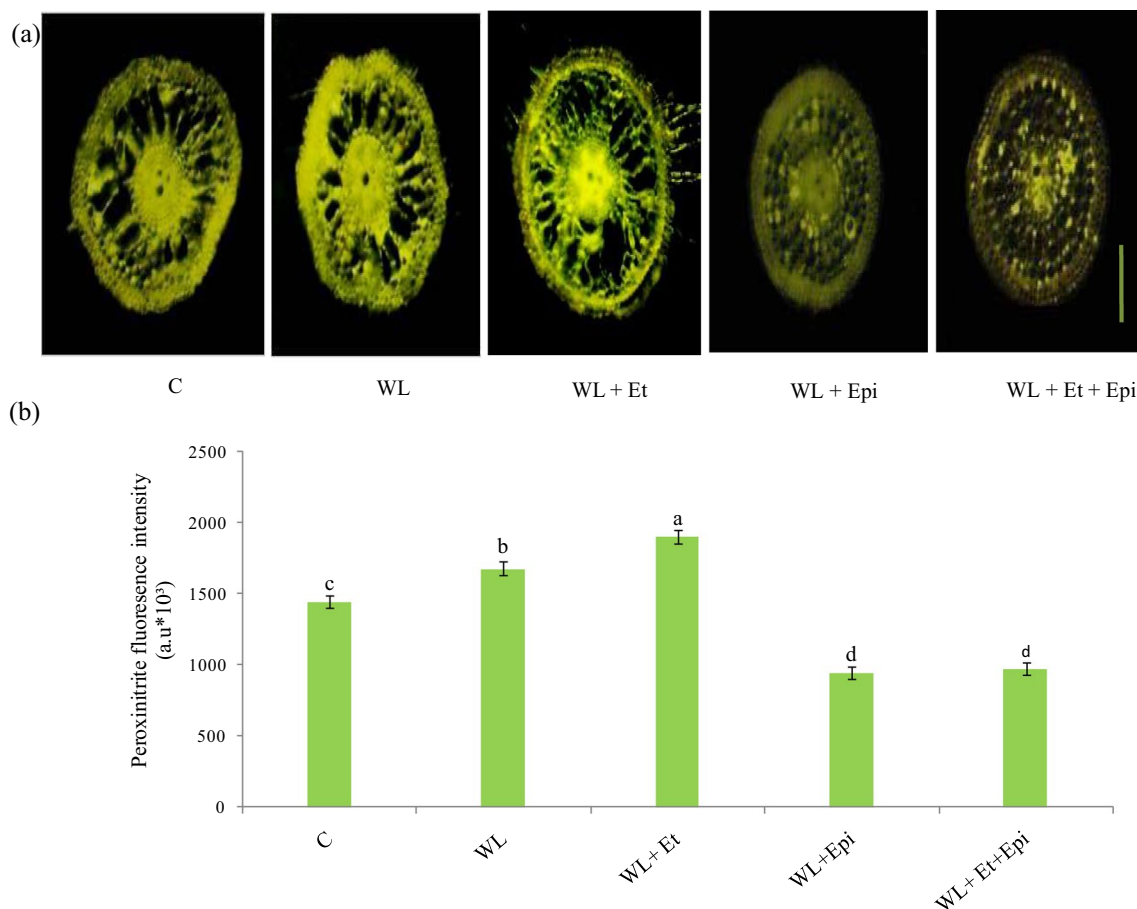 (a)
C
WL
WL + Et
WL + Epi
WL + Et + Epi
(b)
Peroxinitrite fluoresence intensity
(a.u*10³)
2500
2000
1500
1000
500
0
c
b
a
d
d
C
WL
WL+ Et
WL+Epi
WL+ Et+Epi